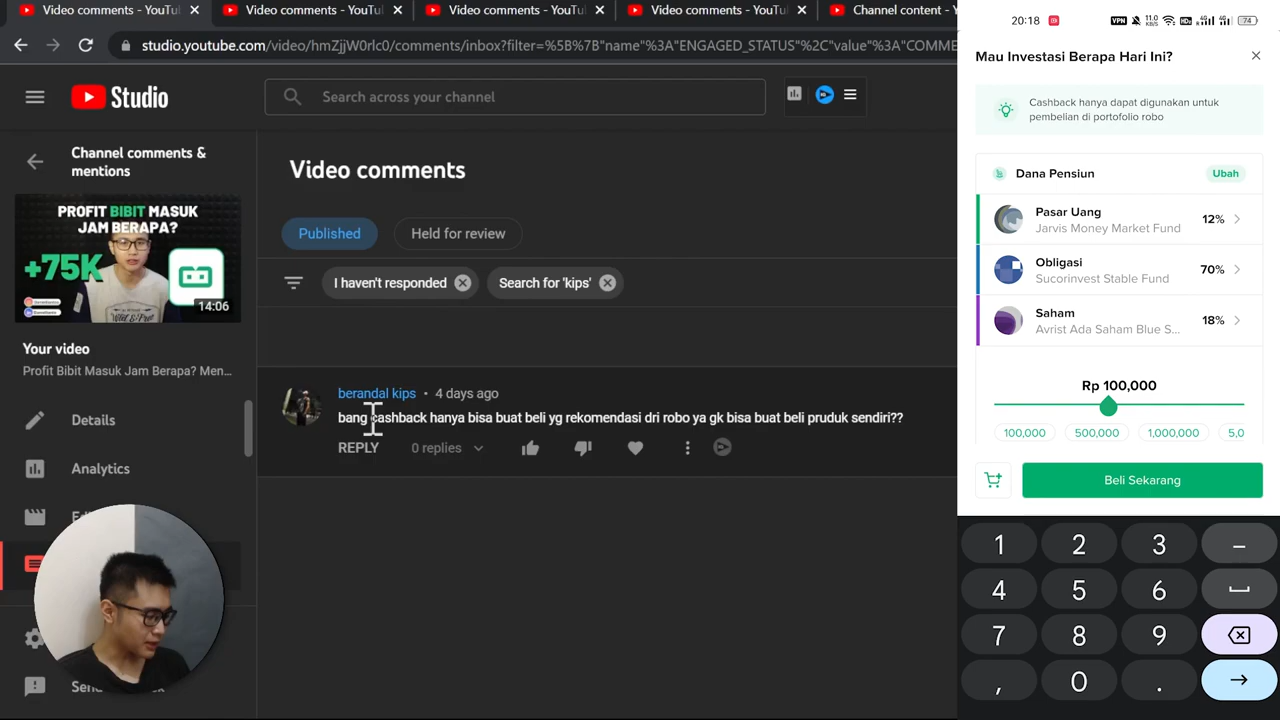 Video comments - YouTu
Video comments - YouTu
Video comments - YouTu
Video comments - YouTu
Channel content - Y
studio.youtube.com/video/hmZjjW0rlc0/comments/inbox?filter=%5B%7B"name"%3A"ENGAGED_STATUS"%2C"value"%3A"COMME
Studio
Search across your channel
Channel comments &
mentions
PROFIT BIBIT MASUK
JAM BERAPA?
+75K
14:06
Your video
Profit Bibit Masuk Jam Berapa? Men...
Details
Analytics
Video comments
Published
Held for review
I haven't responded
Search for 'kips'
berandal kips • 4 days ago
bang cashback hanya bisa buat beli yg rekomendasi dri robo ya gk bisa buat beli pruduk sendiri??
REPLY
0 replies
20:18
VPN
11.0
KB/S
74
Mau Investasi Berapa Hari Ini?
Cashback hanya dapat digunakan untuk
pembelian di portofolio robo
Dana Pensiun
Ubah
Pasar Uang
Jarvis Money Market Fund
12%
Obligasi
Sucorinvest Stable Fund
70%
Saham
Avrist Ada Saham Blue S...
18%
Rp 100,000
100,000
500,000
1,000,000
5,0
Beli Sekarang
1 2 3 –
4 5 6
7 8 9
, 0 .